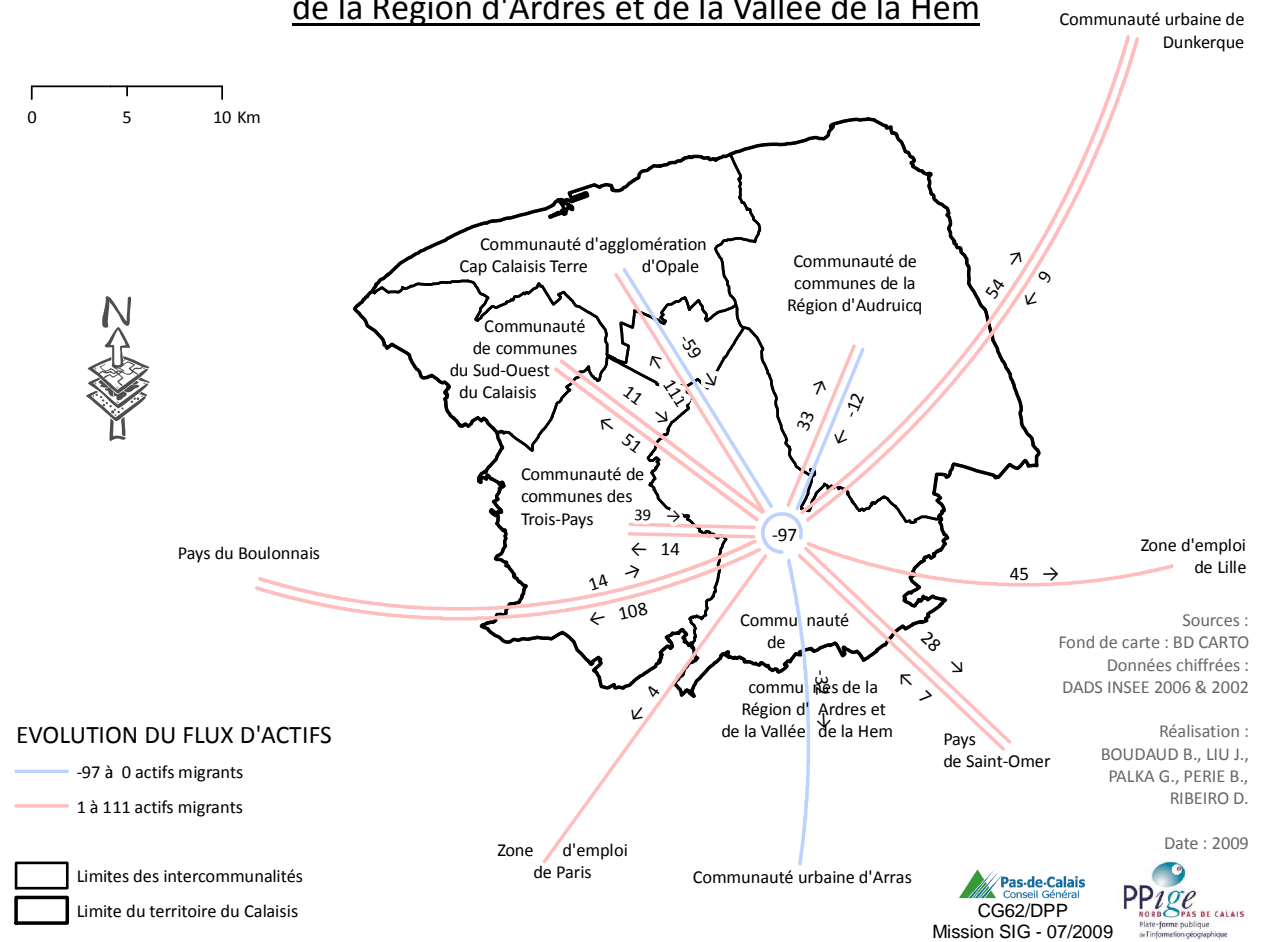 de la Région d'Ardres et de la Vallée de la Hem
Communauté urbaine de
Dunkerque
0 5 10 Km
Communauté d'agglomération
Cap Calaisis Terre d'Opale
Communauté de
communes de la
Région d'Audruicq
54
9
N
Communauté
de communes
du Sud-Ouest
du Calaisis
-59
111
11
51
33
-12
Communauté de
communes des
Trois-Pays
39
14
-97
Pays du Boulonnais
14
108
Zone d'emploi
de Lille
45
Communauté
de
communes de la
Région d'Ardres et
de la Vallée de la Hem
28
7
4
Pays
de Saint-Omer
Sources :
Fond de carte : BD CARTO
Données chiffrées :
DADS INSEE 2006 & 2002
Réalisation :
BOUDAUD B., LIU J.,
PALKA G., PERIE B.,
RIBEIRO D.
Date : 2009
EVOLUTION DU FLUX D'ACTIFS
-97 à 0 actifs migrants
1 à 111 actifs migrants
Limites des intercommunalités
Limite du territoire du Calaisis
Zone d'emploi
de Paris
Communauté urbaine d'Arras
Pas-de-Calais
Conseil Général
CG62/DPP
Mission SIG - 07/2009
PPige
NORD PAS DE CALAIS
Plate-forme publique
de l'information géographique